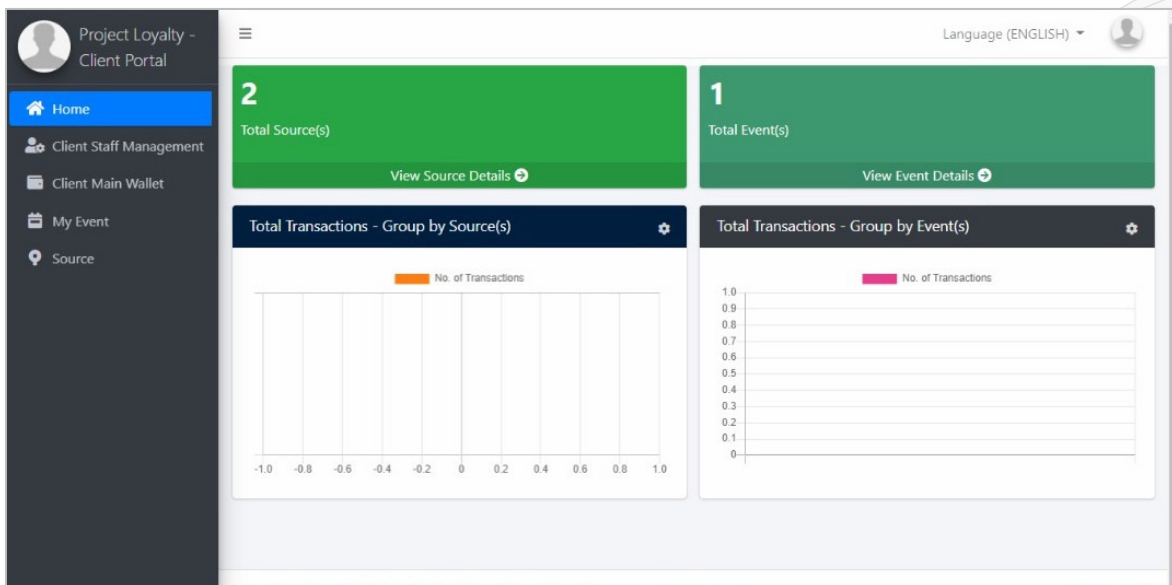 Project Loyalty -
Client Portal
Language (ENGLISH)
Home
Client Staff Management
Client Main Wallet
My Event
Source
2
Total Source(s)
View Source Details
1
Total Event(s)
View Event Details
Total Transactions - Group by Source(s)
No. of Transactions
-1.0 -0.8 -0.6 -0.4 -0.2 0 0.2 0.4 0.6 0.8 1.0
Total Transactions - Group by Event(s)
No. of Transactions
1.0
0.9
0.8
0.7
0.6
0.5
0.4
0.3
0.2
0.1
0